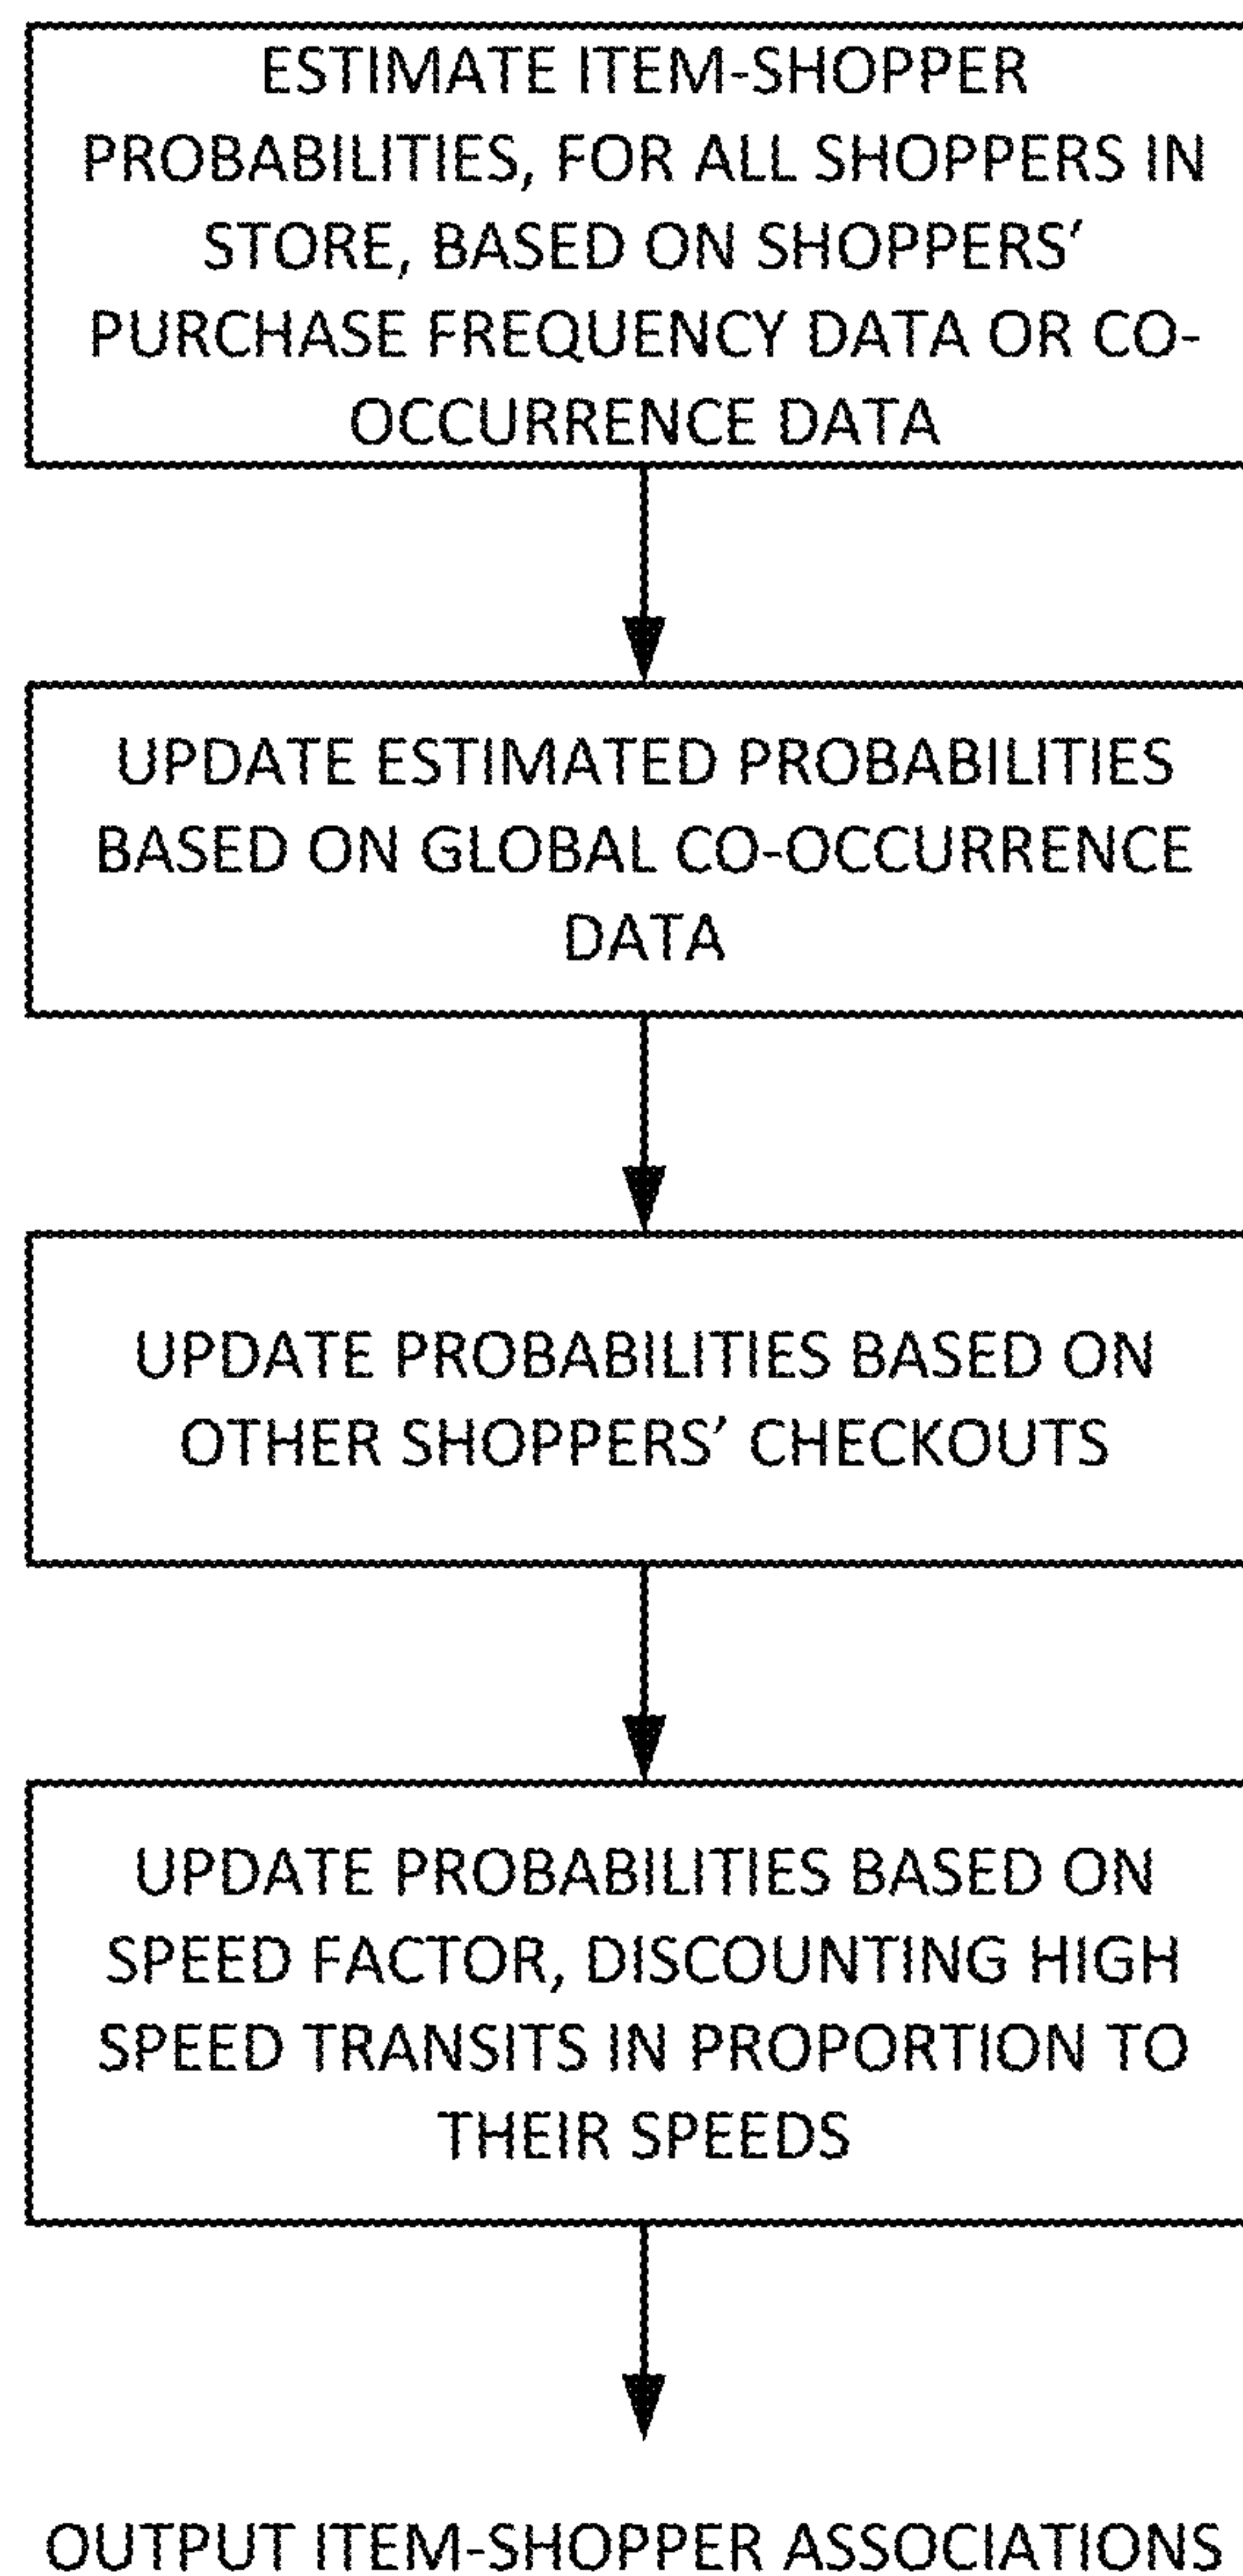 ESTIMATE ITEM-SHOPPER
PROBABILITIES, FOR ALL SHOPPERS IN
STORE, BASED ON SHOPPERS’
PURCHASE FREQUENCY DATA OR CO-
OCCURRENCE DATA
UPDATE ESTIMATED PROBABILITIES
BASED ON GLOBAL CO-OCCURRENCE
DATA
UPDATE PROBABILITIES BASED ON
OTHER SHOPPERS’ CHECKOUTS
UPDATE PROBABILITIES BASED ON
SPEED FACTOR, DISCOUNTING HIGH
SPEED TRANSITS IN PROPORTION TO
THEIR SPEEDS
OUTPUT ITEM-SHOPPER ASSOCIATIONS